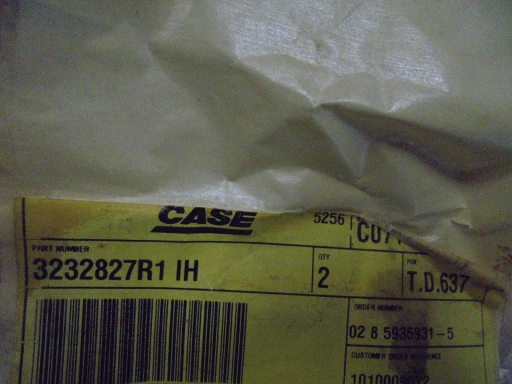 CASE
5256
PART NUMBER
3232827R1 IH
QTY
2
T.D.637
ORDER NUMBER
02 8 5935931-5
CUSTOMER ORDER REFERENCE